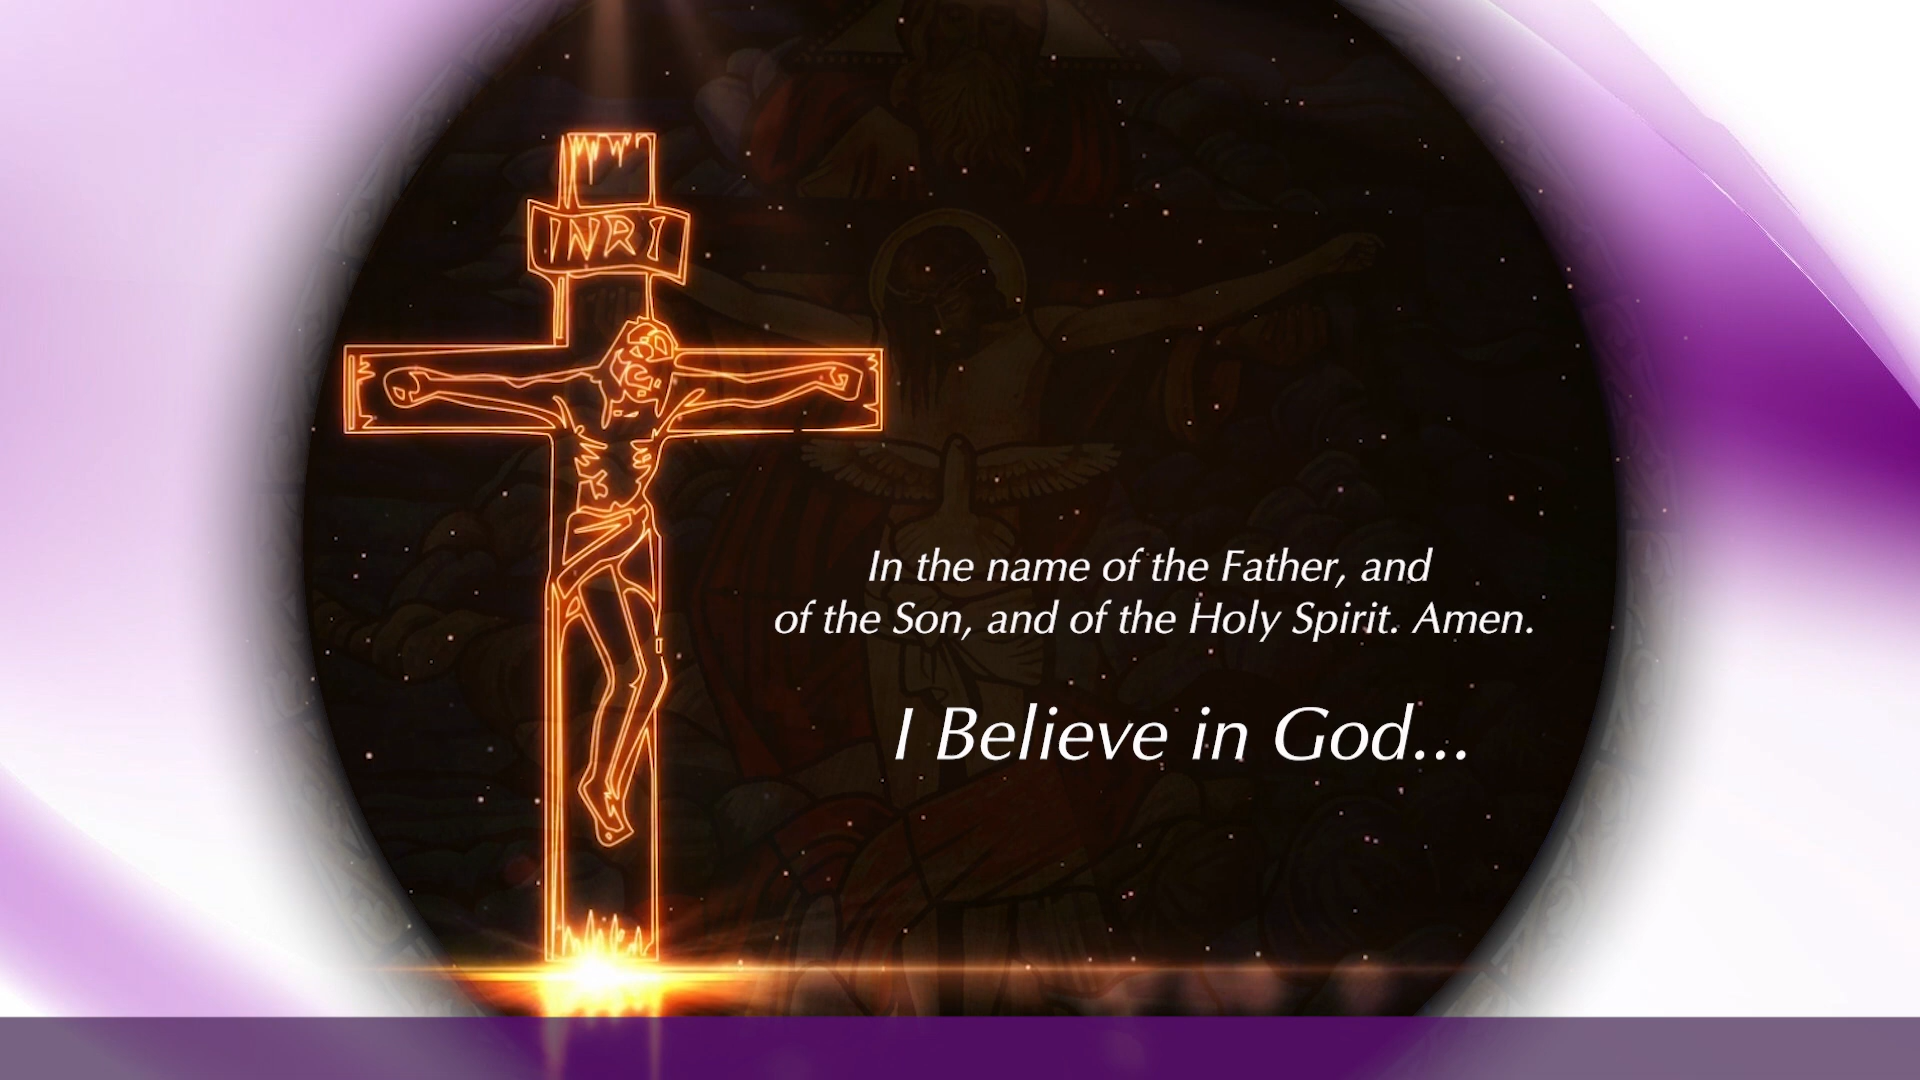 INRI
In the name of the Father, and
of the Son, and of the Holy Spirit. Amen.
I Believe in God...